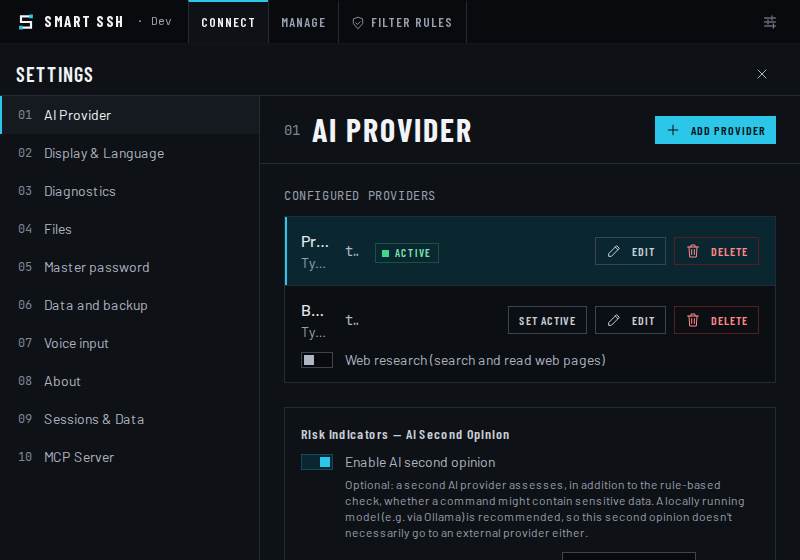 SMART SSH · Dev CONNECT MANAGE FILTER RULES
SETTINGS
01 AI Provider
02 Display & Language
03 Diagnostics
04 Files
05 Master password
06 Data and backup
07 Voice input
08 About
09 Sessions & Data
10 MCP Server
01 AI PROVIDER ADD PROVIDER
CONFIGURED PROVIDERS
Pr... t.. ACTIVE EDIT DELETE
Ty...
B... t.. SET ACTIVE EDIT DELETE
Ty...
Web research (search and read web pages)
Risk Indicators — AI Second Opinion
Enable AI second opinion
Optional: a second AI provider assesses, in addition to the rule-based
check, whether a command might contain sensitive data. A locally running
model (e.g. via Ollama) is recommended, so this second opinion doesn't
necessarily go to an external provider either.